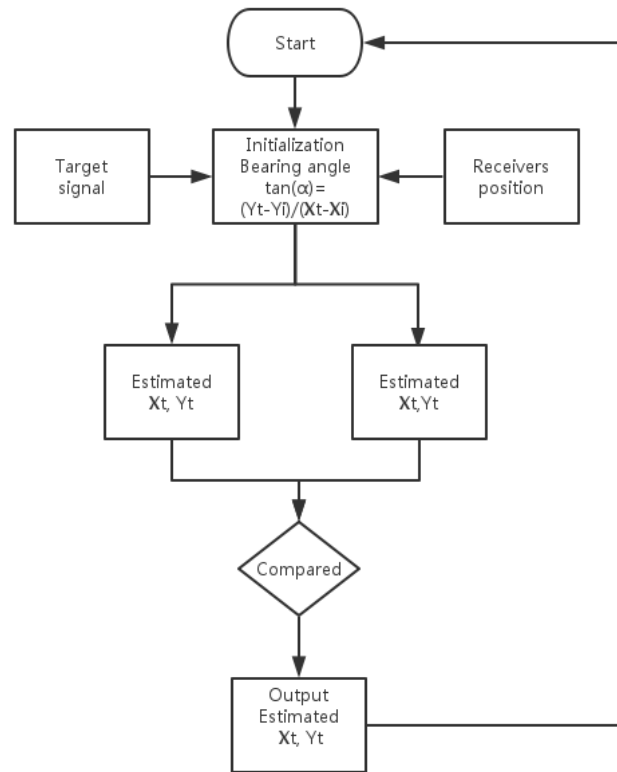 Start
Target
signal
Initialization
Bearing angle
tan(α)=
(Yt-Yi)/(Xt-Xi)
Receivers
position
Estimated
Xt, Yt
Estimated
Xt,Yt
Compared
Output
Estimated
Xt, Yt